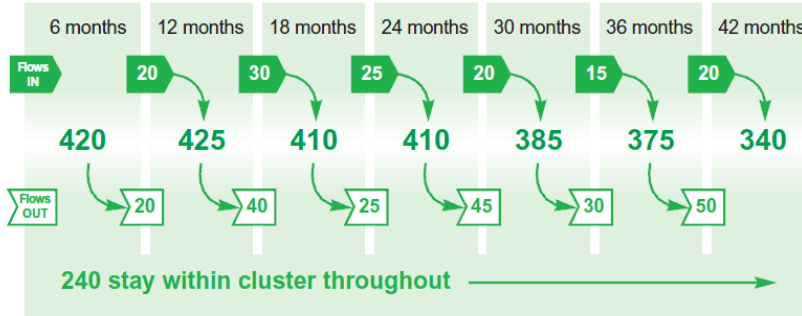 6 months 12 months 18 months 24 months 30 months 36 months 42 months
Flows
IN
20 30 25 20 15 20
420 425 410 410 385 375 340
Flows
OUT
20 40 25 45 30 50
240 stay within cluster throughout